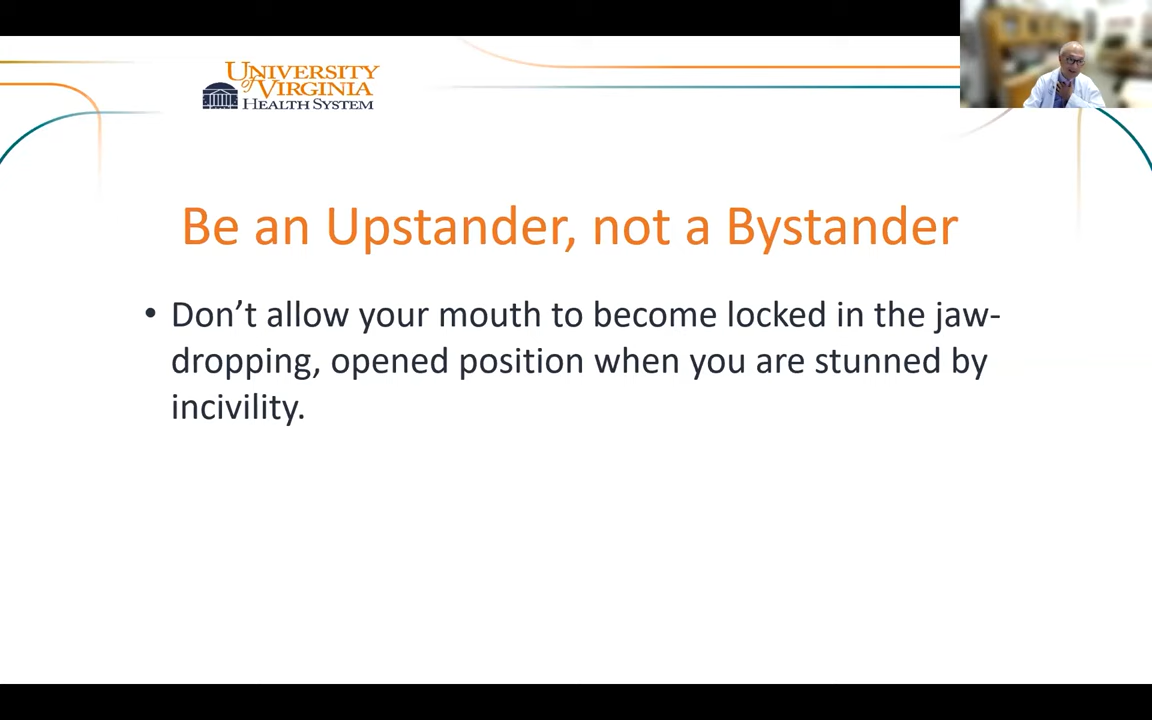 UNIVERSITY
of VIRGINIA
HEALTH SYSTEM
Be an Upstander, not a Bystander
• Don’t allow your mouth to become locked in the jaw-
dropping, opened position when you are stunned by
incivility.